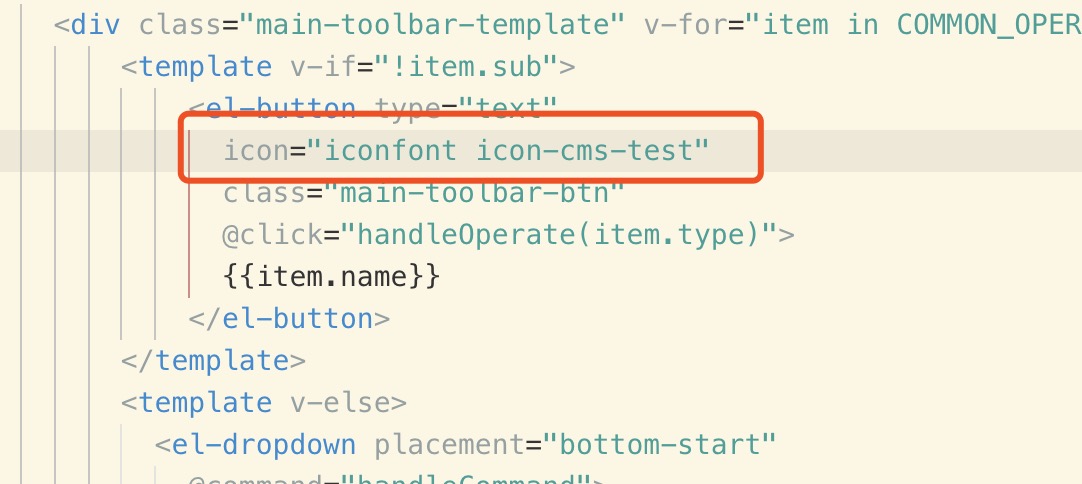 <div class="main-toolbar-template" v-for="item in COMMON_OPER
<template v-if="!item.sub">
<el-button type="text"
icon="iconfont icon-cms-test"
class="main-toolbar-btn"
@click="handleOperate(item.type)">
{{item.name}}
</el-button>
</template>
<template v-else>
<el-dropdown placement="bottom-start"
@command="handleCommand">